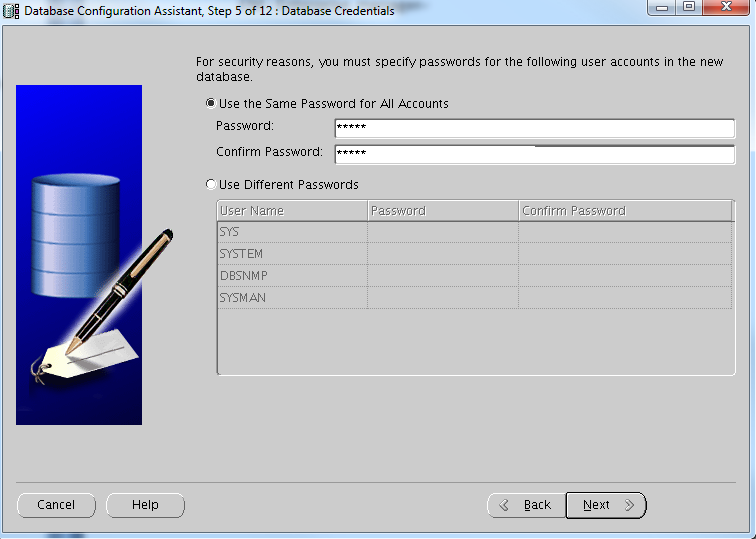 Database Configuration Assistant, Step 5 of 12 : Database Credentials
For security reasons, you must specify passwords for the following user accounts in the new
database.
Use the Same Password for All Accounts
Password: *****
Confirm Password: *****
Use Different Passwords
User Name Password Confirm Password
SYS
SYSTEM
DBSNMP
SYSMAN
Cancel Help Back Next